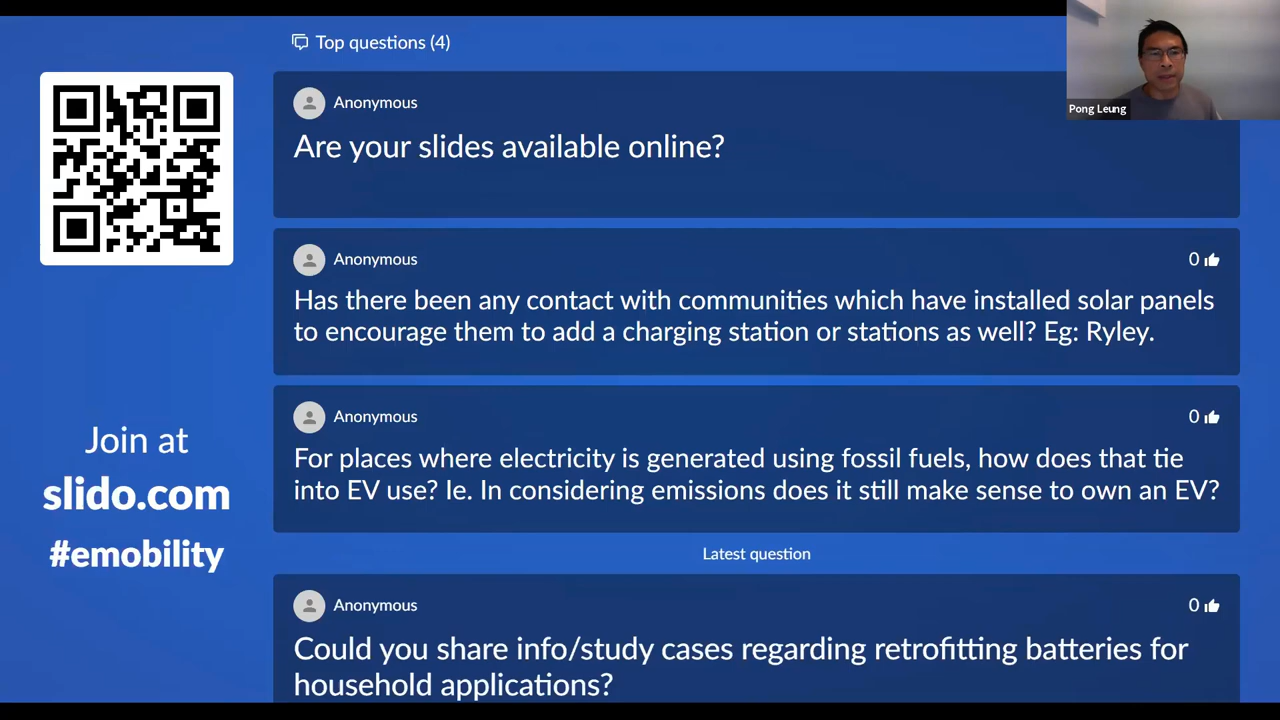 Top questions (4)
Pong Leung
Anonymous
Are your slides available online?
Anonymous
0
Has there been any contact with communities which have installed solar panels
to encourage them to add a charging station or stations as well? Eg: Ryley.
Anonymous
0
For places where electricity is generated using fossil fuels, how does that tie
into EV use? Ie. In considering emissions does it still make sense to own an EV?
Join at
slido.com
#emobility
Latest question
Anonymous
0
Could you share info/study cases regarding retrofitting batteries for
household applications?